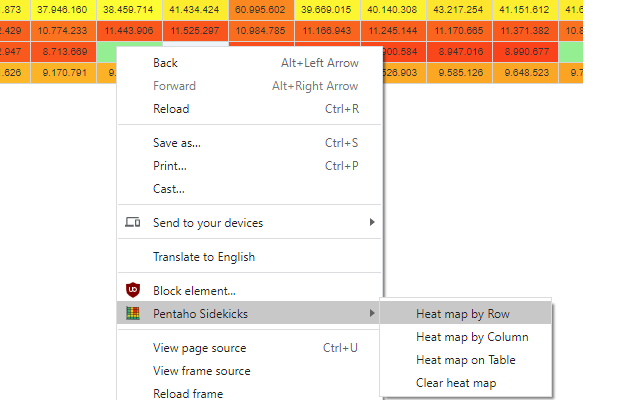 .873 37.946.160 38.459.714 41.434.424 60.995.602 39.669.015 40.140.308 43.217.254 41.151.612 41.6
2.429 10.774.233 11.443.906 11.525.297 10.984.785 11.166.943 11.245.144 11.170.665 11.371.382 10.8
2.947 8.713.669 900.584 8.947.016 8.990.677
.626 9.170.791 9. 526.903 9.585.126 9.648.523 9.7
Back Alt+Left Arrow
Forward Alt+Right Arrow
Reload Ctrl+R
Save as... Ctrl+S
Print... Ctrl+P
Cast...
Send to your devices
Translate to English
Block element...
Pentaho Sidekicks
Heat map by Row
Heat map by Column
Heat map on Table
Clear heat map
View page source Ctrl+U
View frame source
Reload frame